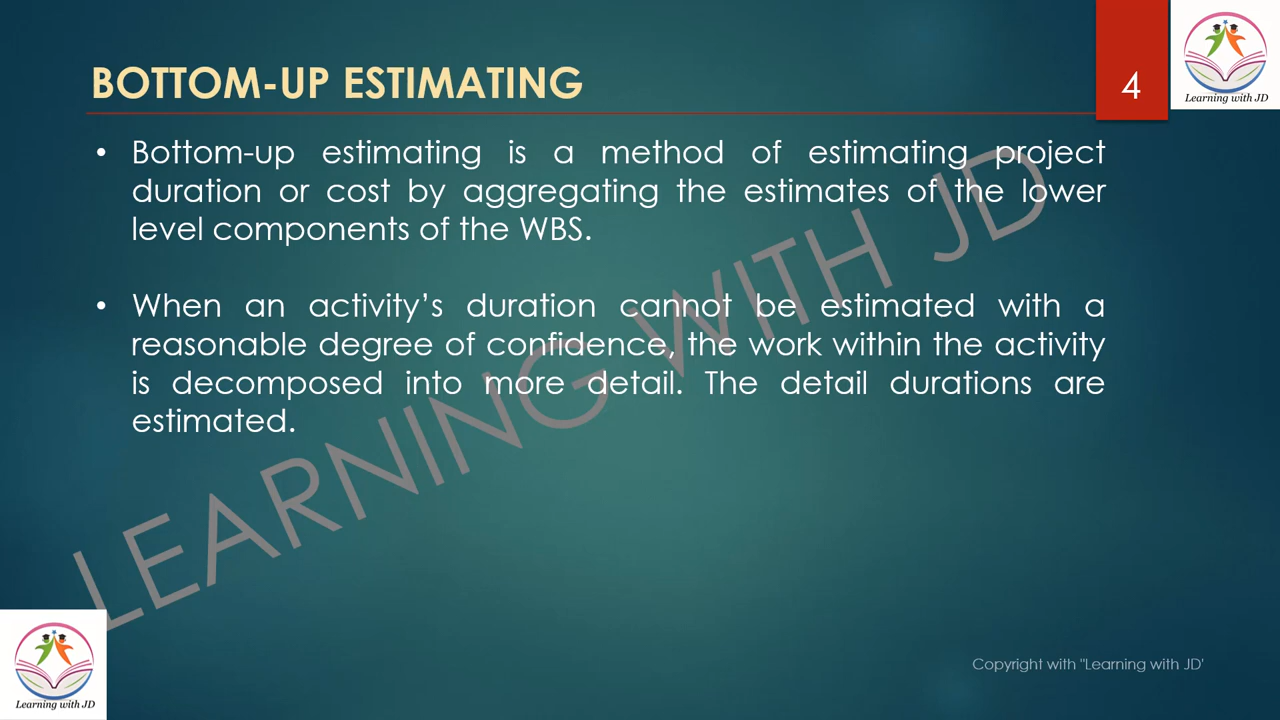 BOTTOM-UP ESTIMATING
4
Learning with JD
• Bottom-up estimating is a method of estimating project
duration or cost by aggregating the estimates of the lower
level components of the WBS.
• When an activity’s duration cannot be estimated with a
reasonable degree of confidence, the work within the activity
is decomposed into more detail. The detail durations are
estimated.
LEARNING WITH JD
Learning with JD
Copyright with "Learning with JD'